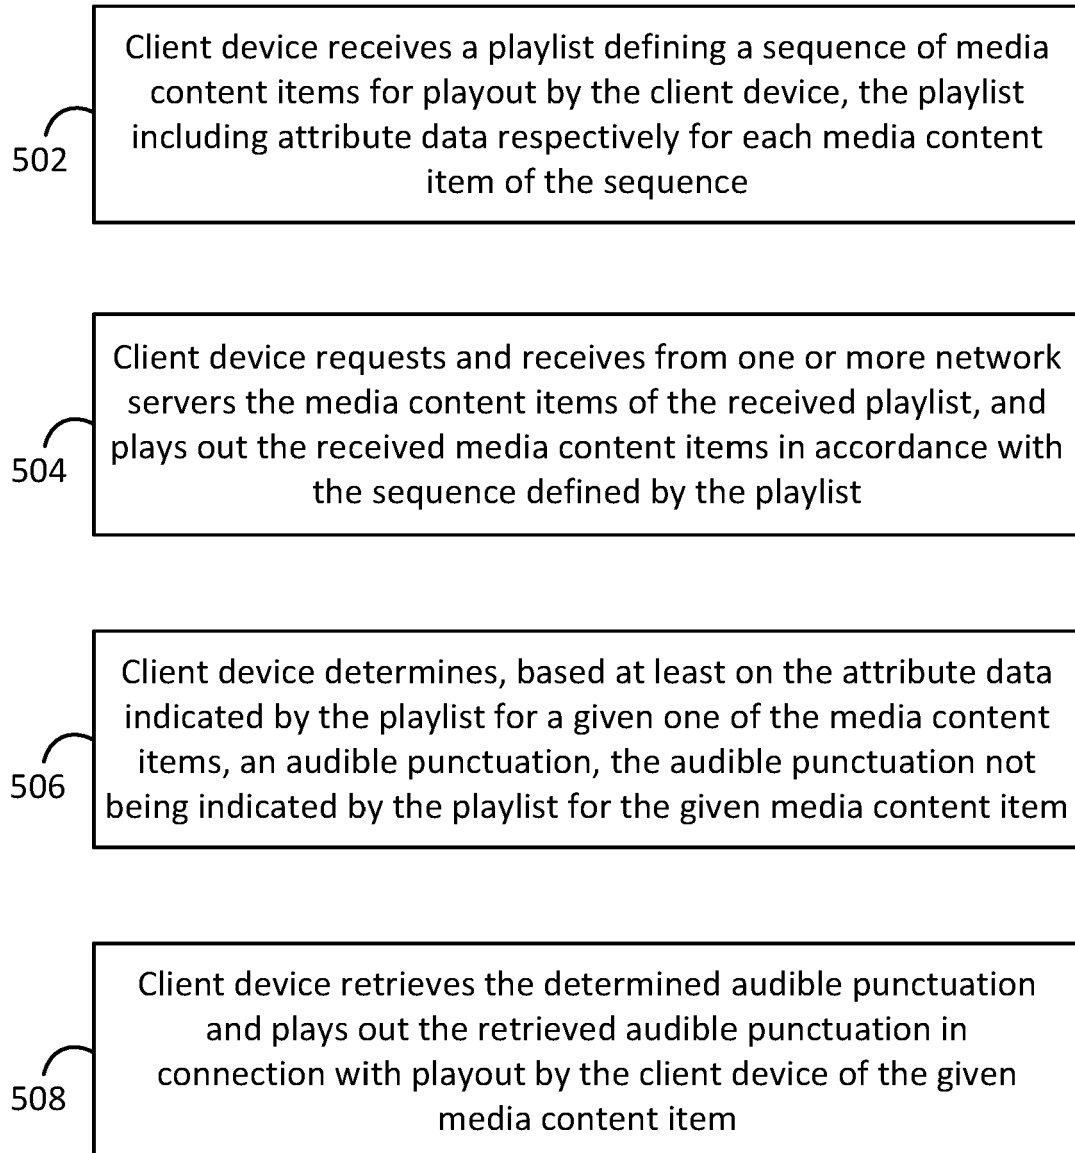 Client device receives a playlist defining a sequence of media
content items for playout by the client device, the playlist
including attribute data respectively for each media content
item of the sequence
502
Client device requests and receives from one or more network
servers the media content items of the received playlist, and
plays out the received media content items in accordance with
the sequence defined by the playlist
504
Client device determines, based at least on the attribute data
indicated by the playlist for a given one of the media content
items, an audible punctuation, the audible punctuation not
being indicated by the playlist for the given media content item
506
Client device retrieves the determined audible punctuation
and plays out the retrieved audible punctuation in
connection with playout by the client device of the given
media content item
508